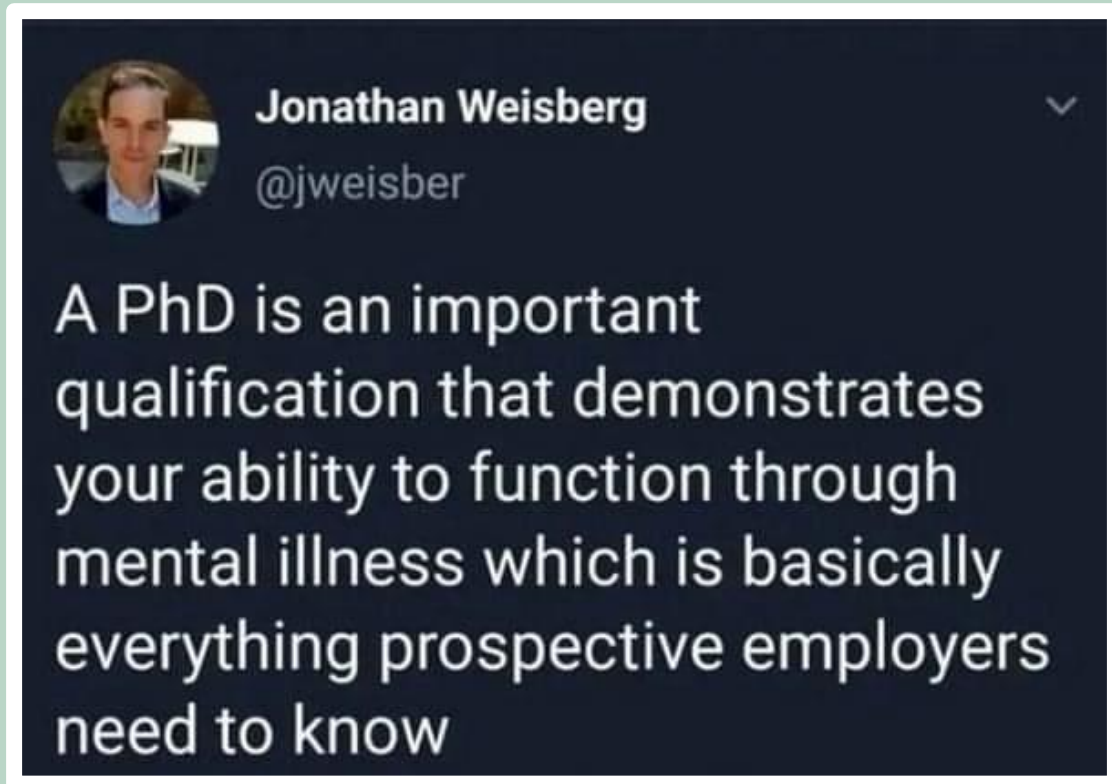 Jonathan Weisberg
@jweisber
A PhD is an important
qualification that demonstrates
your ability to function through
mental illness which is basically
everything prospective employers
need to know